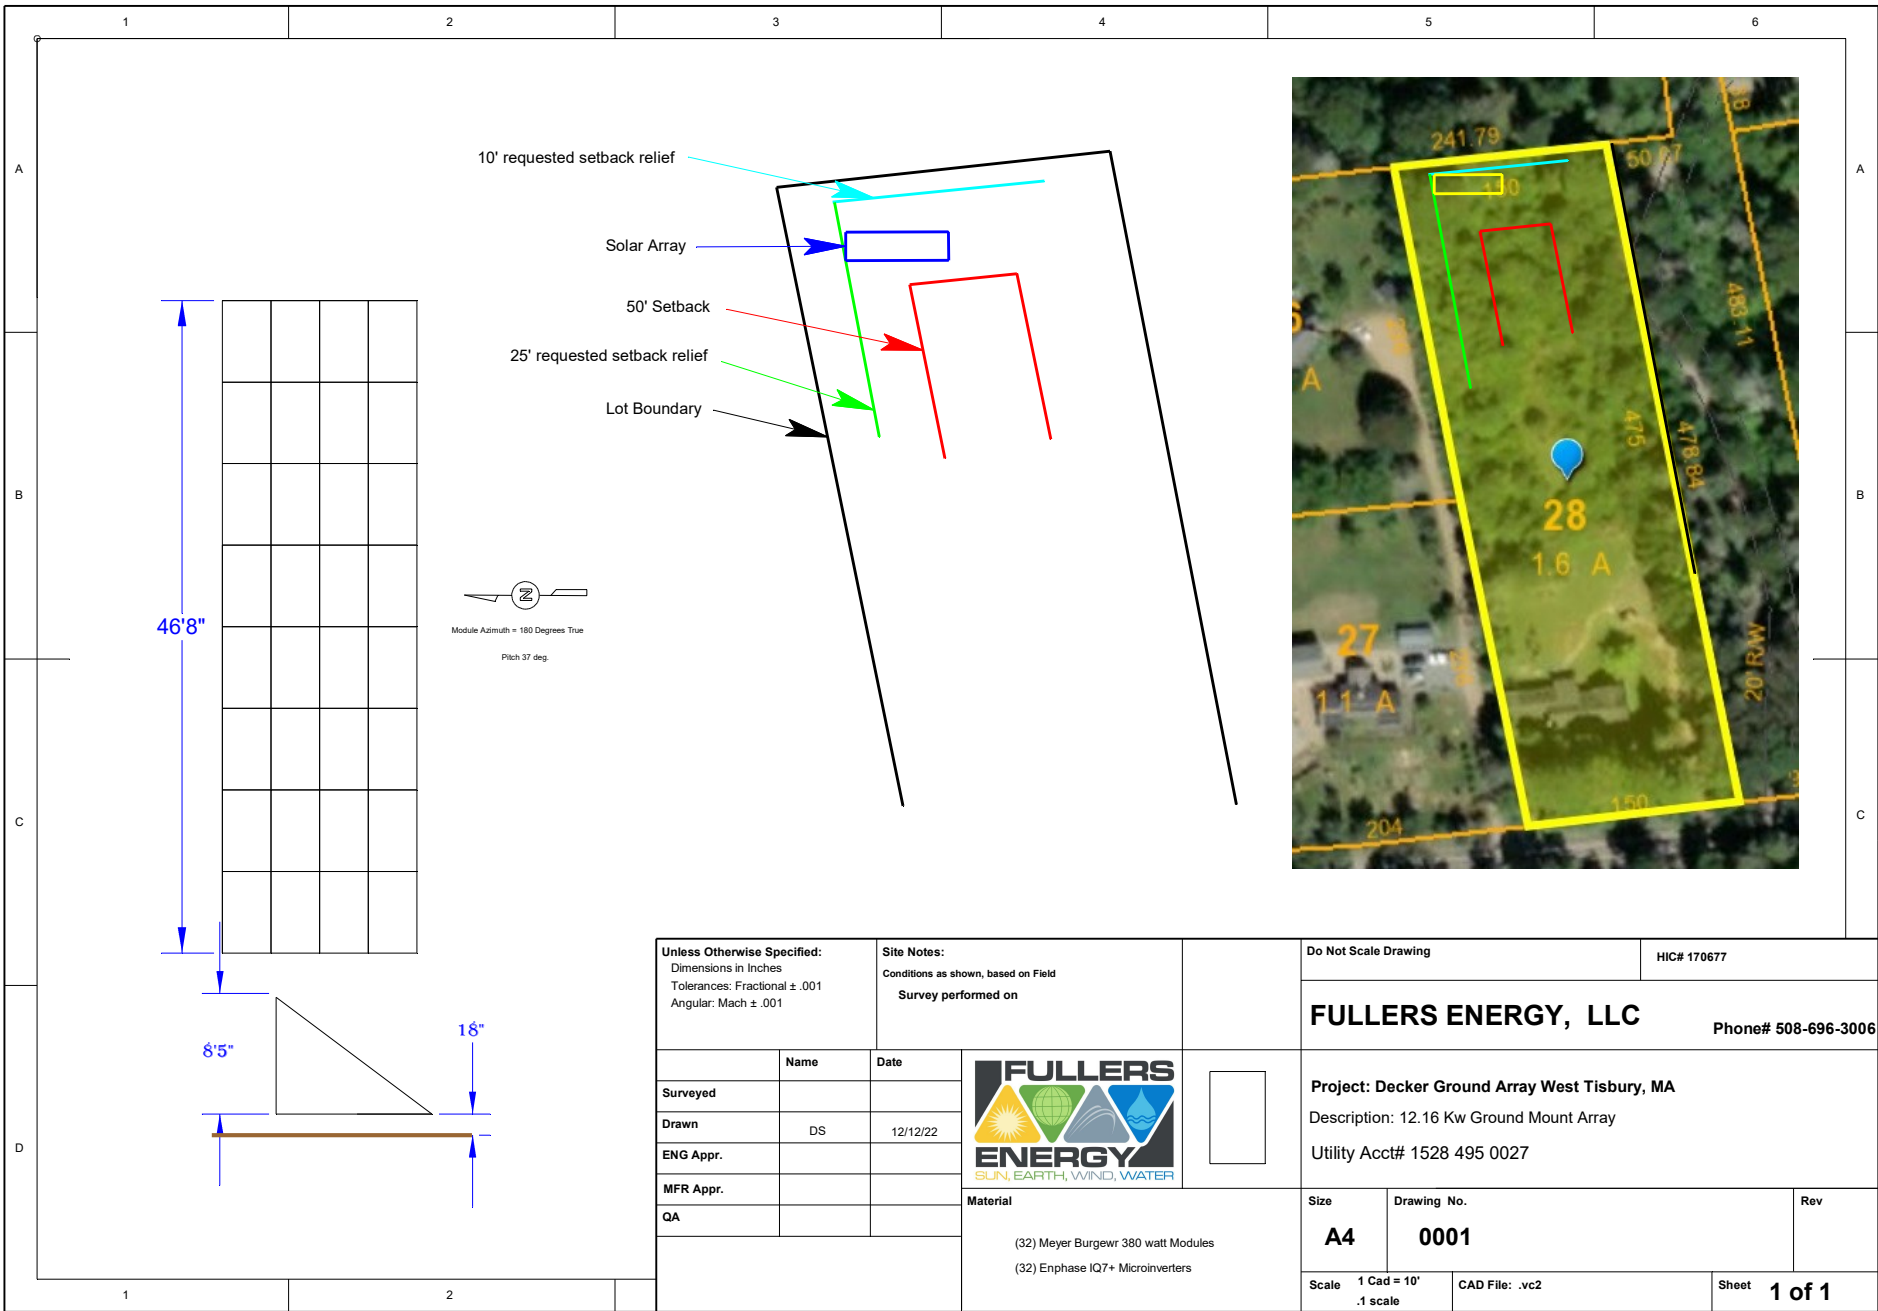 1 2 3 4 5 6
A A
B B
C C
D
10' requested setback relief
Solar Array
50' Setback
25' requested setback relief
Lot Boundary
46'8"
N
Module Azimuth = 180 Degrees True
Pitch 37 deg.
8'5"
18"
241.79
150
483.11
A
475
478.84
28
1.6 A
27
1.1 A
20' R/W
150
204
Unless Otherwise Specified:
Dimensions in Inches
Tolerances: Fractional ± .001
Angular: Mach ± .001
Site Notes:
Conditions as shown, based on Field
Survey performed on
Do Not Scale Drawing
HIC# 170677
FULLERS ENERGY, LLC
Phone# 508-696-3006
Name Date
Surveyed
Drawn DS 12/12/22
ENG Appr.
MFR Appr.
QA
FULLERS
ENERGY
SUN, EARTH, WIND, WATER
Project: Decker Ground Array West Tisbury, MA
Description: 12.16 Kw Ground Mount Array
Utility Acct# 1528 495 0027
Material
(32) Meyer Burgewr 380 watt Modules
(32) Enphase IQ7+ Microinverters
Size
A4
Drawing No.
0001
Rev
Scale 1 Cad = 10'
.1 scale
CAD File: .vc2
Sheet 1 of 1
1 2